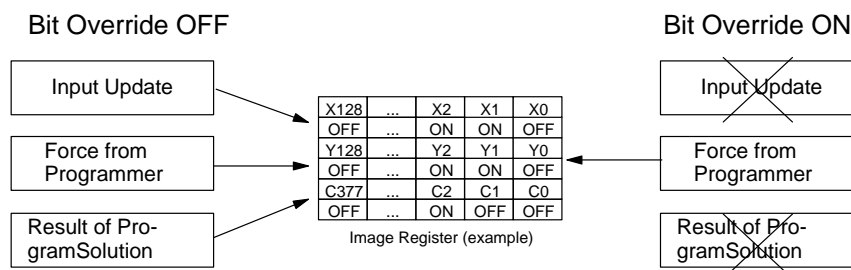 Bit Override OFF
Bit Override ON
Input Update
Force from
Programmer
Result of Pro-
gramSolution
X128 ... X2 X1 X0
OFF ... ON ON OFF
Y128 ... Y2 Y1 Y0
OFF ... ON ON OFF
C377 ... C2 C1 C0
OFF ... ON OFF OFF
Image Register (example)
Input Update
Force from
Programmer
Result of Pro-
gramSolution